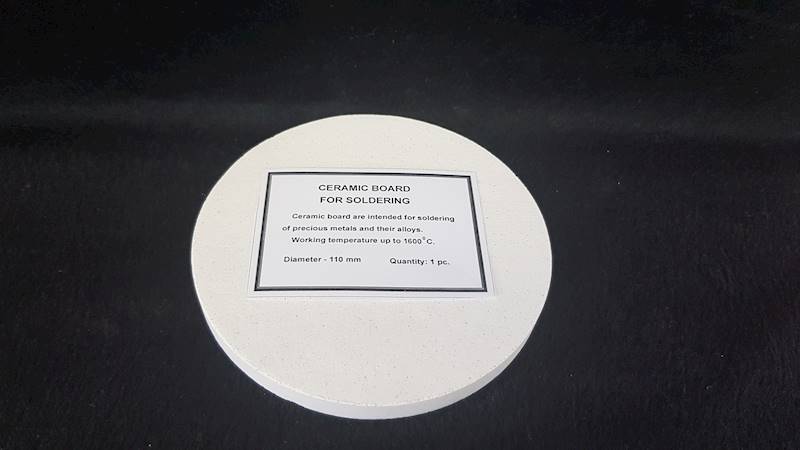 CERAMIC BOARD
FOR SOLDERING
Ceramic board are intended for soldering
of precious metals and their alloys.
Working temperature up to 1600°C.
Diameter - 110 mm Quantity: 1 pc.